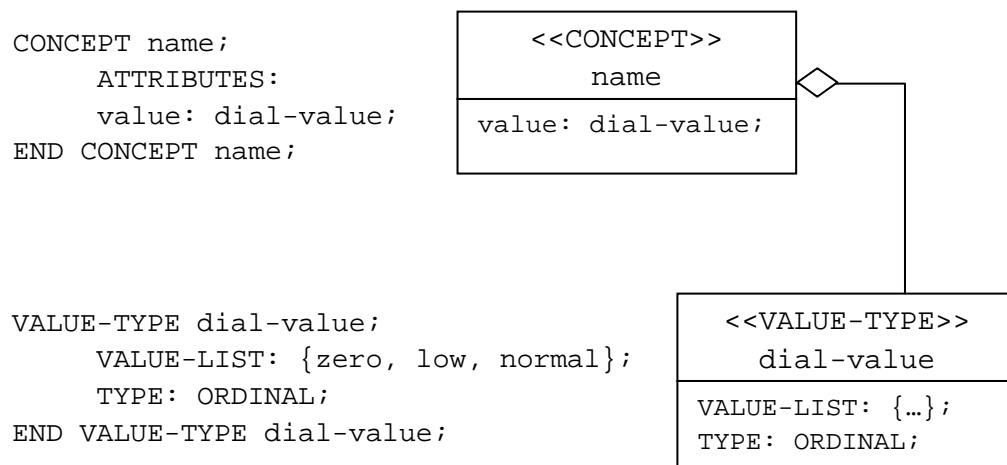 CONCEPT name;
ATTRIBUTES:
value: dial-value;
END CONCEPT name;
<<CONCEPT>>
name
value: dial-value;
VALUE-TYPE dial-value;
VALUE-LIST: {zero, low, normal};
TYPE: ORDINAL;
END VALUE-TYPE dial-value;
<<VALUE-TYPE>>
dial-value
VALUE-LIST: {…};
TYPE: ORDINAL;